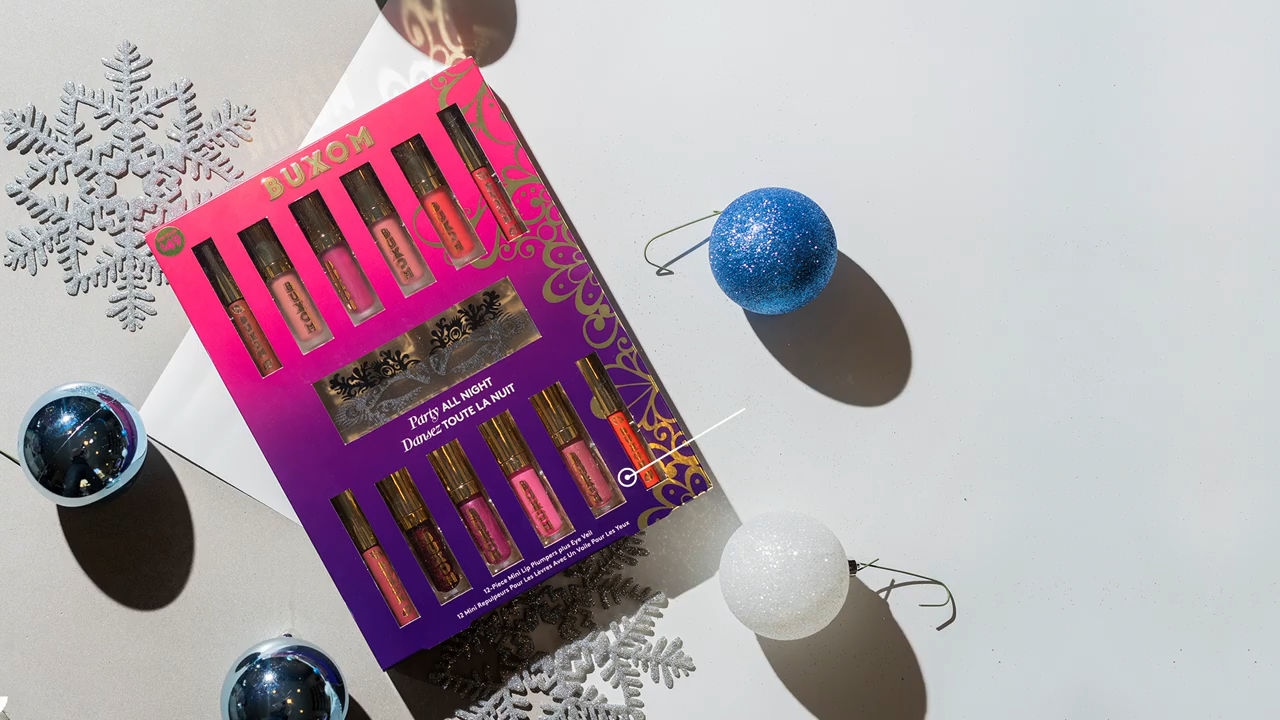 BUXOM
Party ALL NIGHT
Dansez TOUTE LA NUIT
12-Piece Mini Lip Plumpers plus Eye Veil
12 Mini Repulpeurs Pour Les Lèvres Avec Un Voile Pour Les Yeux